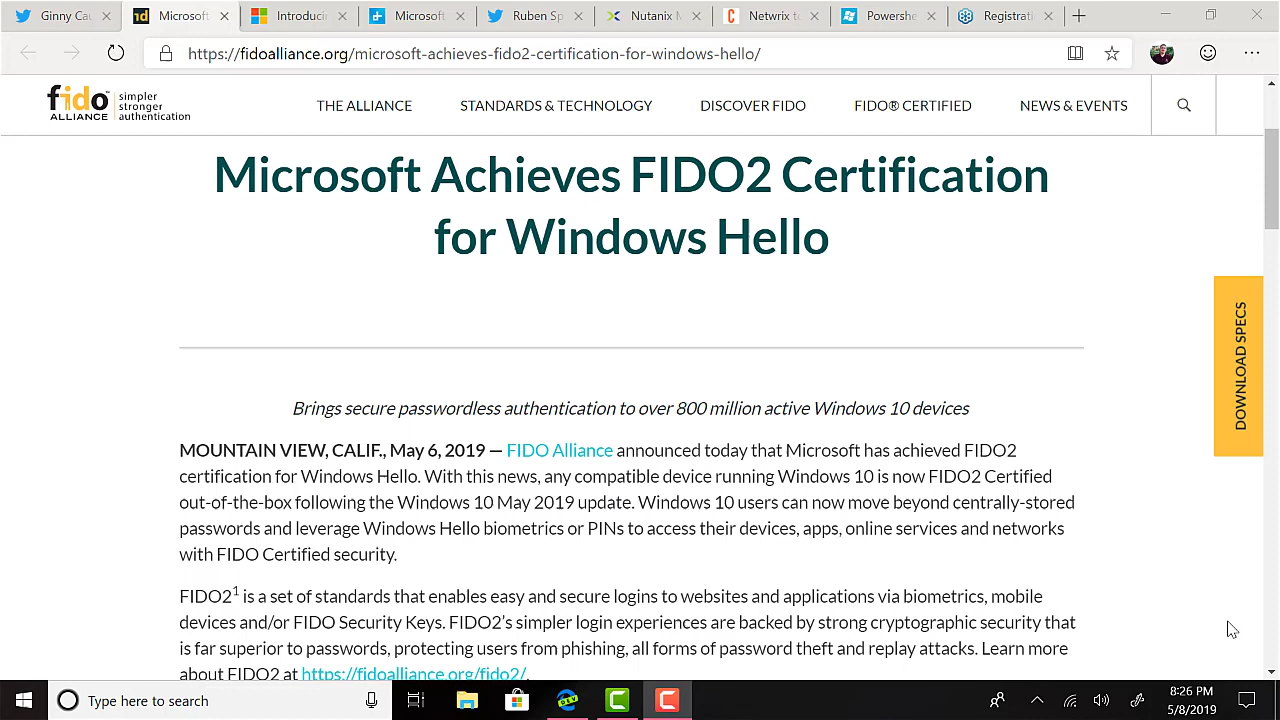 Ginny Ca
Microsoft
Introducin
Microsoft
Ruben Sp
Nutanix M
Netwrix to
Powershe
Registrati
https://fidoalliance.org/microsoft-achieves-fido2-certification-for-windows-hello/
fido
ALLIANCE
simpler
stronger
authentication
THE ALLIANCE
STANDARDS & TECHNOLOGY
DISCOVER FIDO
FIDO® CERTIFIED
NEWS & EVENTS
Microsoft Achieves FIDO2 Certification
for Windows Hello
DOWNLOAD SPECS
Brings secure passwordless authentication to over 800 million active Windows 10 devices
MOUNTAIN VIEW, CALIF., May 6, 2019 — FIDO Alliance announced today that Microsoft has achieved FIDO2
certification for Windows Hello. With this news, any compatible device running Windows 10 is now FIDO2 Certified
out-of-the-box following the Windows 10 May 2019 update. Windows 10 users can now move beyond centrally-stored
passwords and leverage Windows Hello biometrics or PINs to access their devices, apps, online services and networks
with FIDO Certified security.
FIDO2¹ is a set of standards that enables easy and secure logins to websites and applications via biometrics, mobile
devices and/or FIDO Security Keys. FIDO2's simpler login experiences are backed by strong cryptographic security that
is far superior to passwords, protecting users from phishing, all forms of password theft and replay attacks. Learn more
about FIDO2 at https://fidoalliance.org/fido2/.
Type here to search
DEV
8:26 PM
5/8/2019